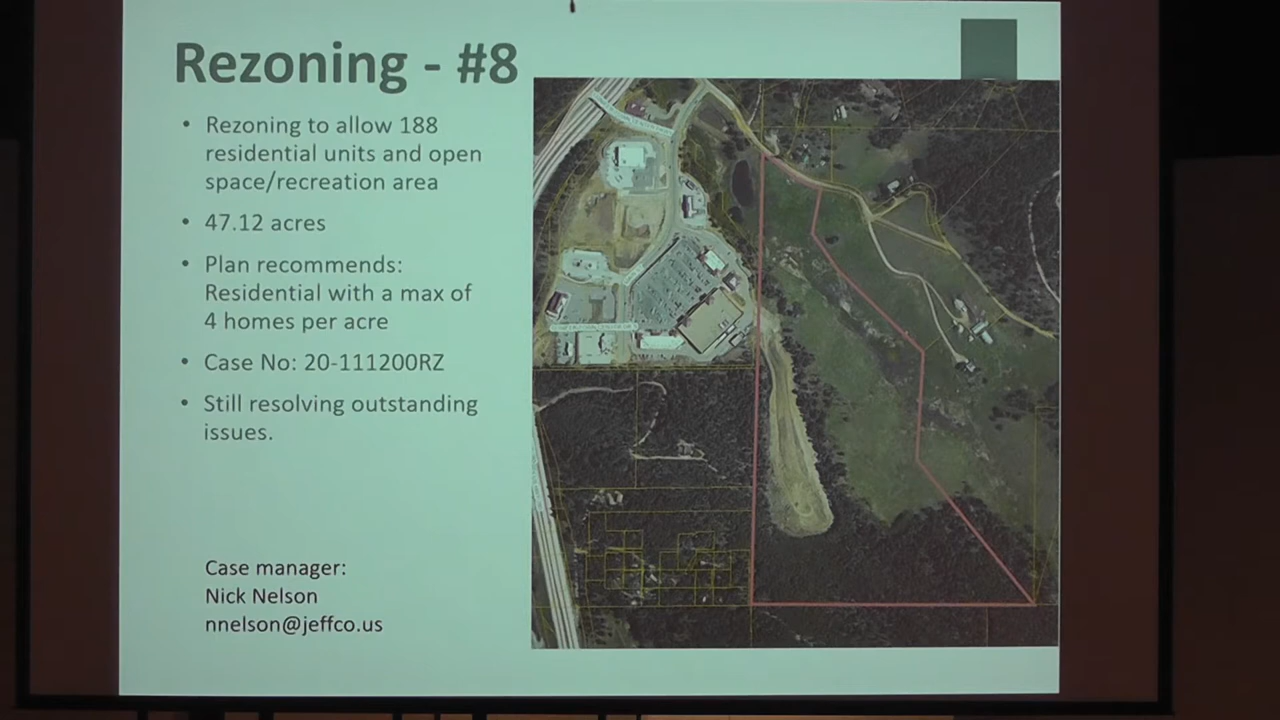 Rezoning - #8
• Rezoning to allow 188
residential units and open
space/recreation area
• 47.12 acres
• Plan recommends:
Residential with a max of
4 homes per acre
• Case No: 20-111200RZ
• Still resolving outstanding
issues.
Case manager:
Nick Nelson
nnelson@jeffco.us